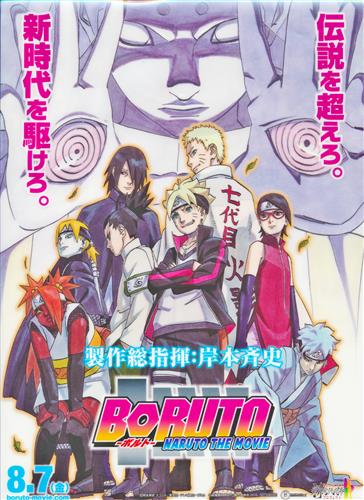 伝説を超えろ。
新時代を駆けろ。
七代目火
製作総指揮：岸本斉史
BORUTO
-ボルト-
NARUTO THE MOVIE
8.7(金)
boruto-movie.com